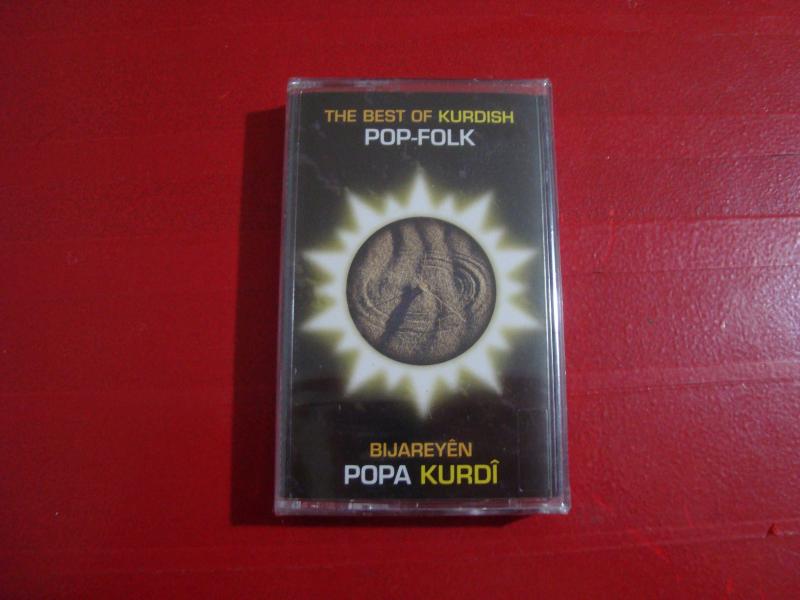 THE BEST OF KURDISH
POP-FOLK
BIJAREYÊN
POPA KURDÎ